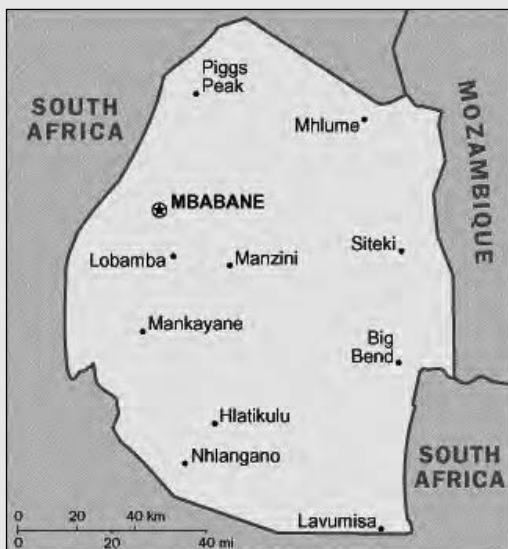 Piggs
Peak
SOUTH
AFRICA
Mhlume
MOZAMBIQUE
MBABANE
Lobamba
Manzini
Siteki
Mankayane
Big
Bend
Hlatikulu
Nhlangano
SOUTH
AFRICA
Lavumisa
0 20 40 km
0 20 40 mi